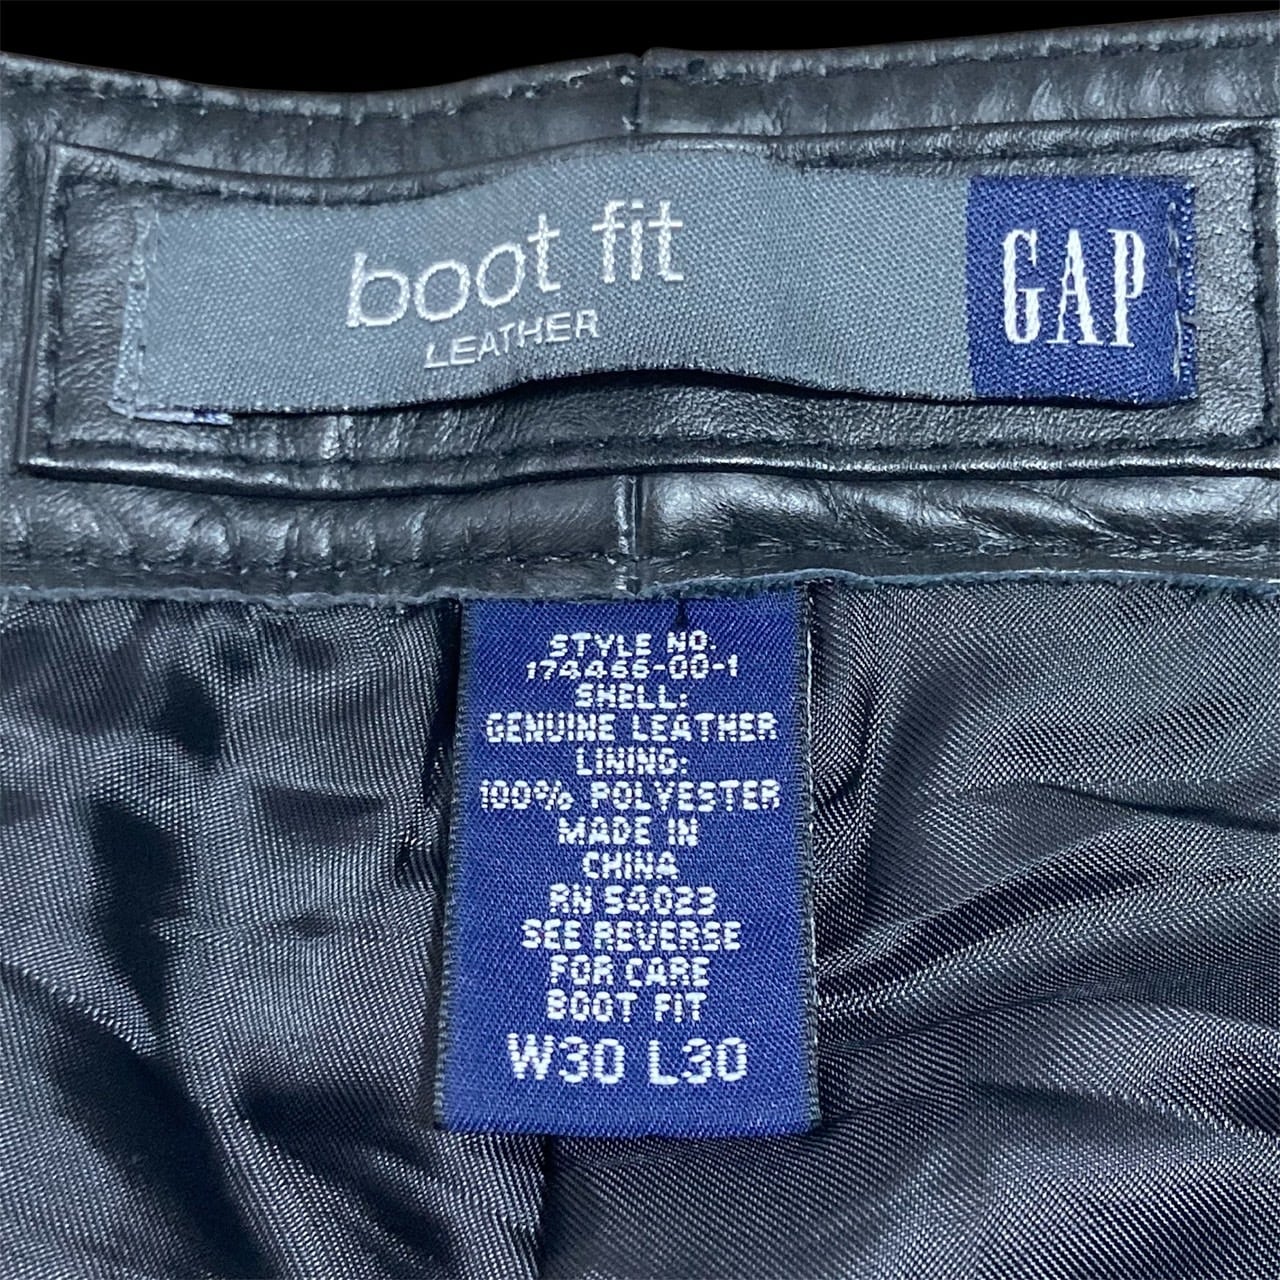 boot fit
LEATHER
GAP
STYLE NO.
174466-00-1
SHELL:
GENUINE LEATHER
LINING:
100% POLYESTER
MADE IN
CHINA
RN 54023
SEE REVERSE
FOR CARE
BOOT FIT
W30 L30